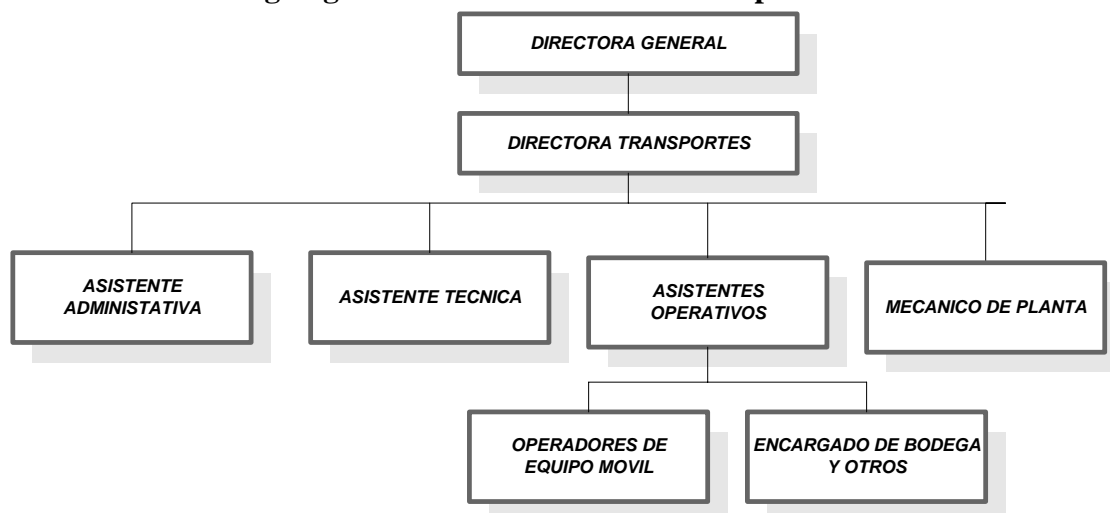 DIRECTORA GENERAL
DIRECTORA TRANSPORTES
ASISTENTE
ADMINISTATIVA
ASISTENTE TECNICA
ASISTENTES
OPERATIVOS
MECANICO DE PLANTA
OPERADORES DE
EQUIPO MOVIL
ENCARGADO DE BODEGA
Y OTROS